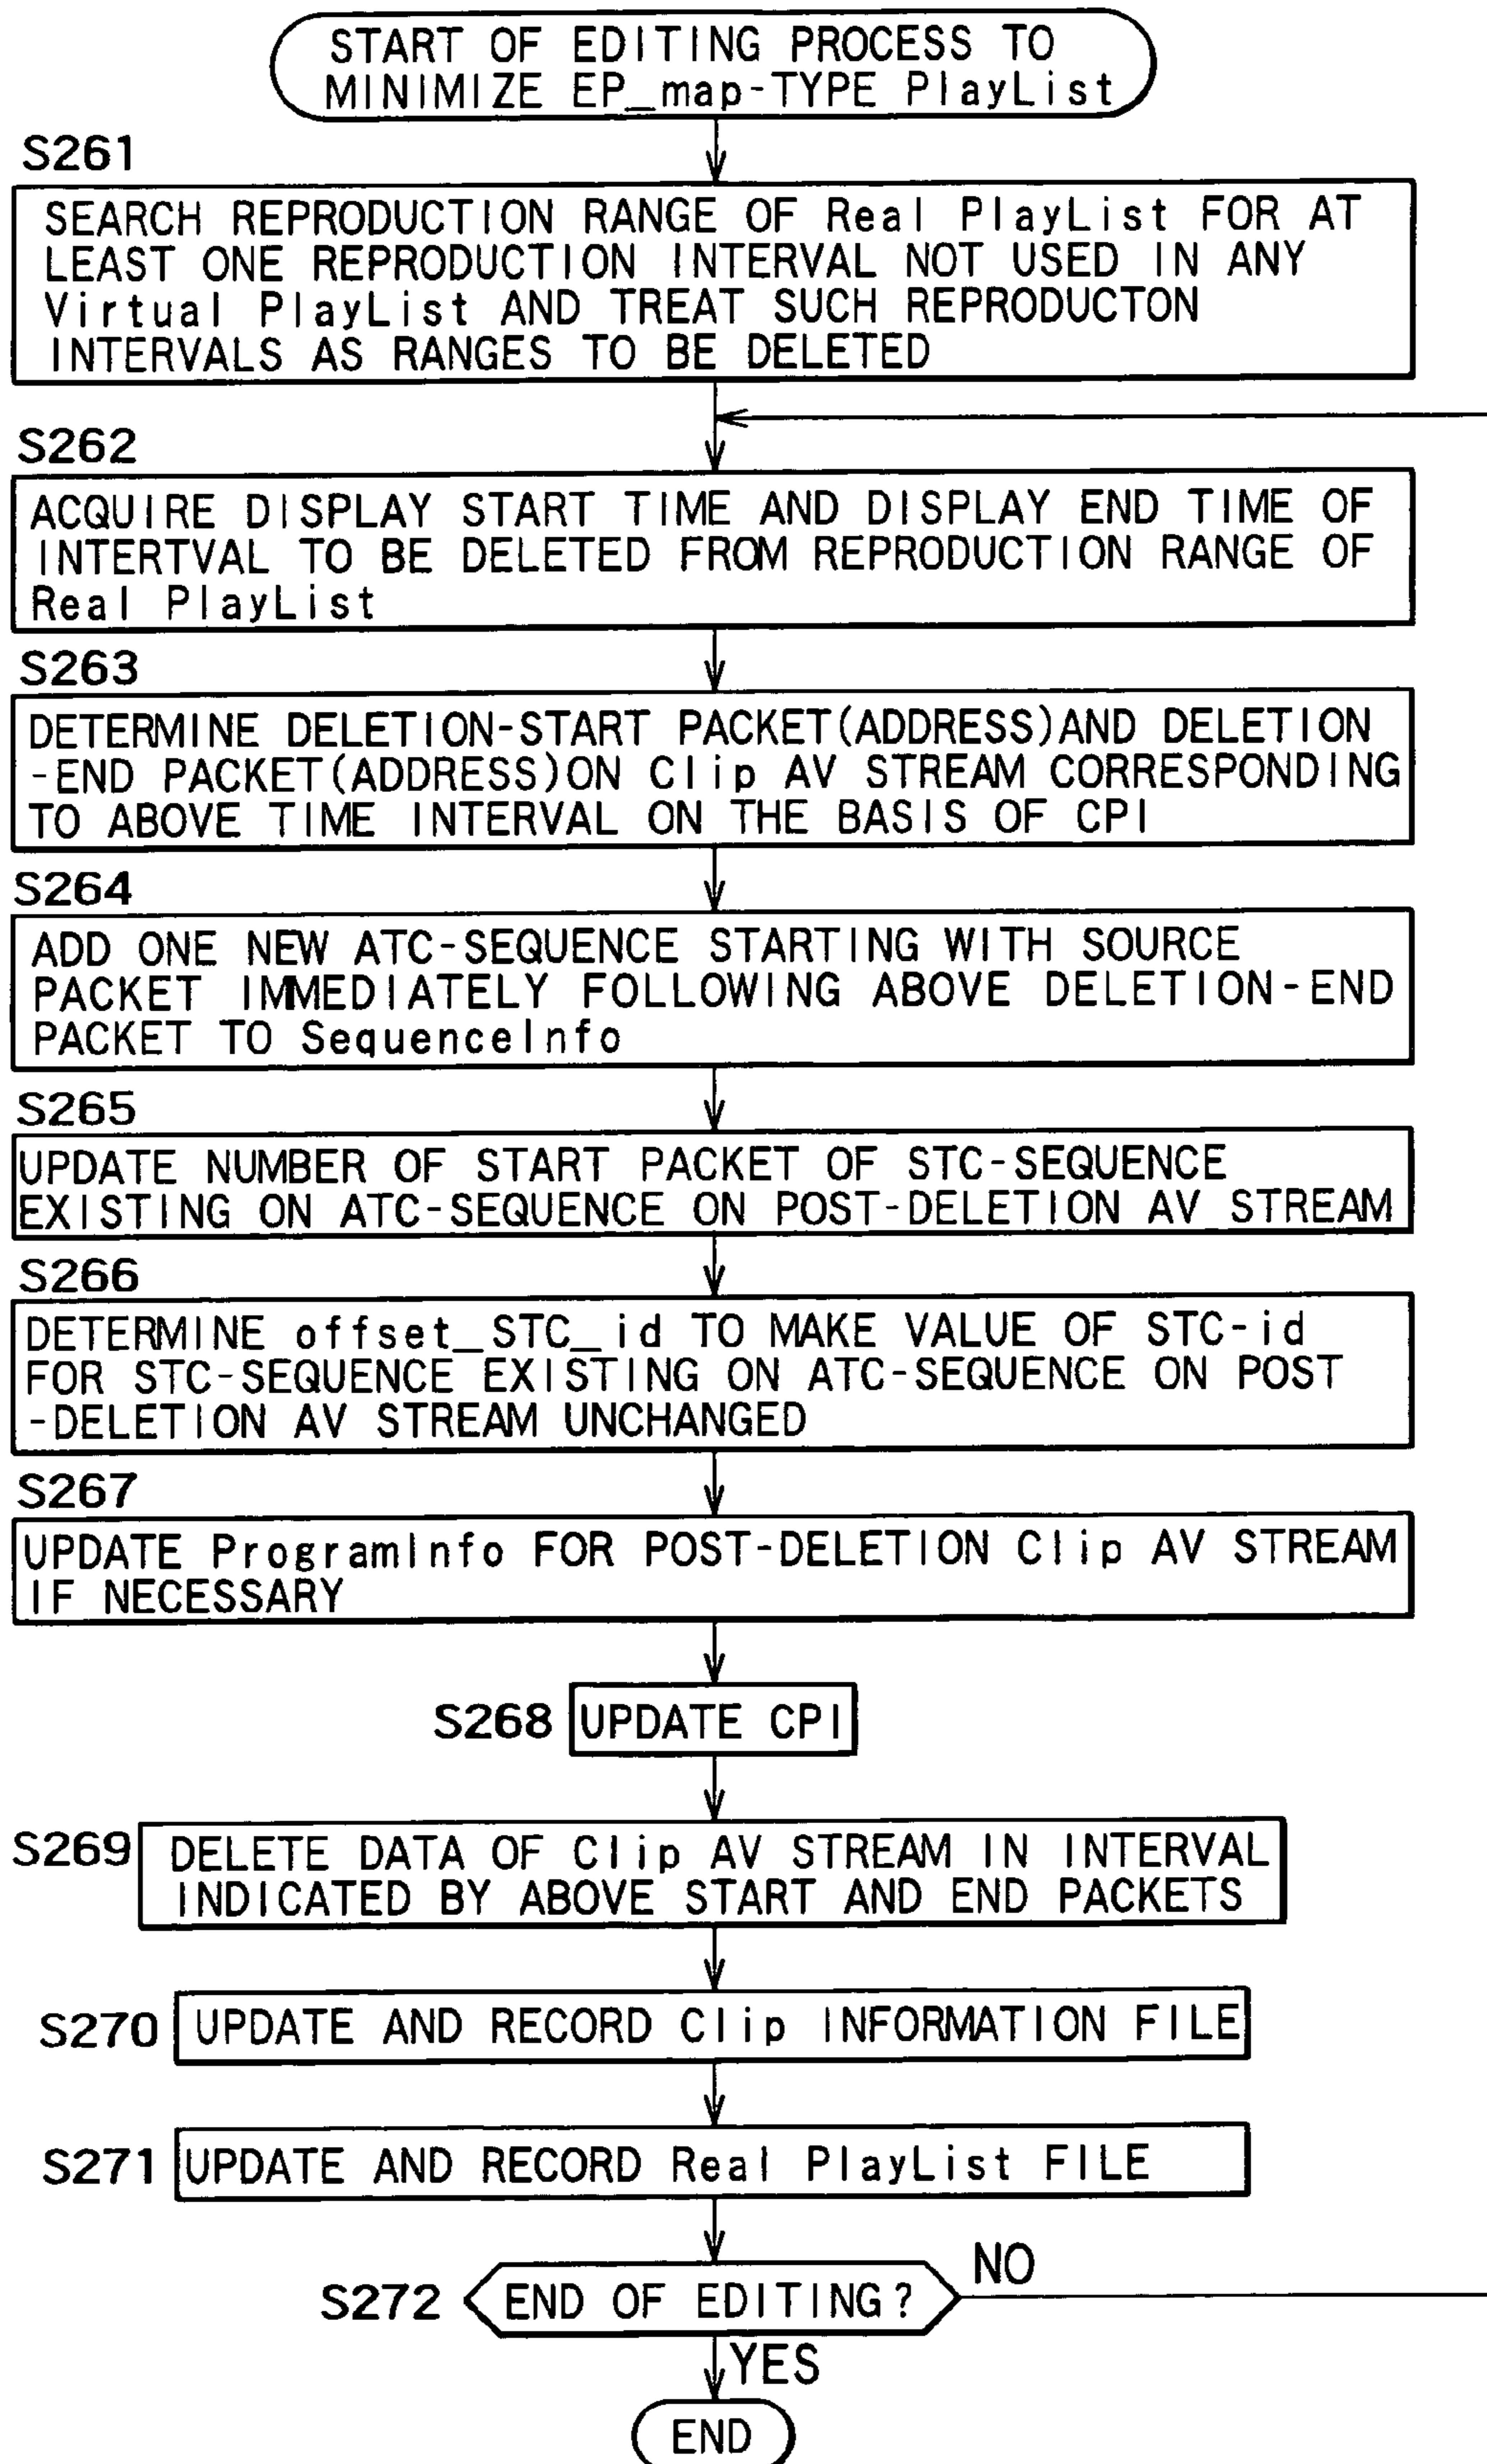 START OF EDITING PROCESS TO
MINIMIZE EP_map-TYPE PlayList
S261
SEARCH REPRODUCTION RANGE OF Real PlayList FOR AT
LEAST ONE REPRODUCTION INTERVAL NOT USED IN ANY
Virtual PlayList AND TREAT SUCH REPRODUCTON
INTERVALS AS RANGES TO BE DELETED
S262
ACQUIRE DISPLAY START TIME AND DISPLAY END TIME OF
INTERTVAL TO BE DELETED FROM REPRODUCTION RANGE OF
Real PlayList
S263
DETERMINE DELETION-START PACKET(ADDRESS)AND DELETION
-END PACKET(ADDRESS)ON Clip AV STREAM CORRESPONDING
TO ABOVE TIME INTERVAL ON THE BASIS OF CPI
S264
ADD ONE NEW ATC-SEQUENCE STARTING WITH SOURCE
PACKET IMMEDIATELY FOLLOWING ABOVE DELETION-END
PACKET TO SequenceInfo
S265
UPDATE NUMBER OF START PACKET OF STC-SEQUENCE
EXISTING ON ATC-SEQUENCE ON POST-DELETION AV STREAM
S266
DETERMINE offset_STC_id TO MAKE VALUE OF STC-id
FOR STC-SEQUENCE EXISTING ON ATC-SEQUENCE ON POST
-DELETION AV STREAM UNCHANGED
S267
UPDATE ProgramInfo FOR POST-DELETION Clip AV STREAM
IF NECESSARY
S268 UPDATE CPI
S269 DELETE DATA OF Clip AV STREAM IN INTERVAL
INDICATED BY ABOVE START AND END PACKETS
S270 UPDATE AND RECORD Clip INFORMATION FILE
S271 UPDATE AND RECORD Real PlayList FILE
S272 END OF EDITING? NO
YES
END